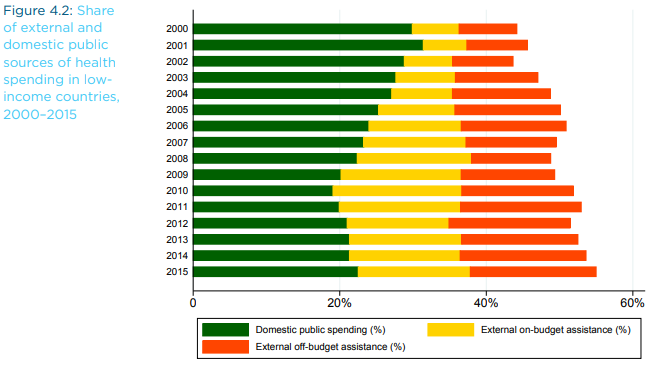 Figure 4.2: Share
of external and
domestic public
sources of health
spending in low-
income countries,
2000–2015
2000
2001
2002
2003
2004
2005
2006
2007
2008
2009
2010
2011
2012
2013
2014
2015
0 20% 40% 60%
Domestic public spending (%) External on-budget assistance (%)
External off-budget assistance (%)